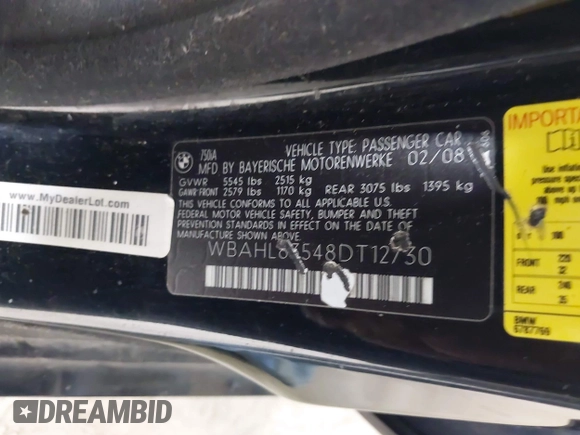 750iA
VEHICLE TYPE: PASSENGER CAR
MFD BY BAYERISCHE MOTORENWERKE 02/08
GVWR 5545 lbs 2515 kg
GAWR FRONT 2579 lbs 1170 kg REAR 3075 lbs 1395 kg
THIS VEHICLE CONFORMS TO ALL APPLICABLE U.S.
FEDERAL MOTOR VEHICLE SAFETY, BUMPER AND THEFT
PREVENTION STANDARDS IN EFFECT ON THE DATE OF
MANUFACTURE SHOWN ABOVE
WBAHL83548DT12730
www.MyDealerLot.com
pressure
BMW
6787769
DREAMBID